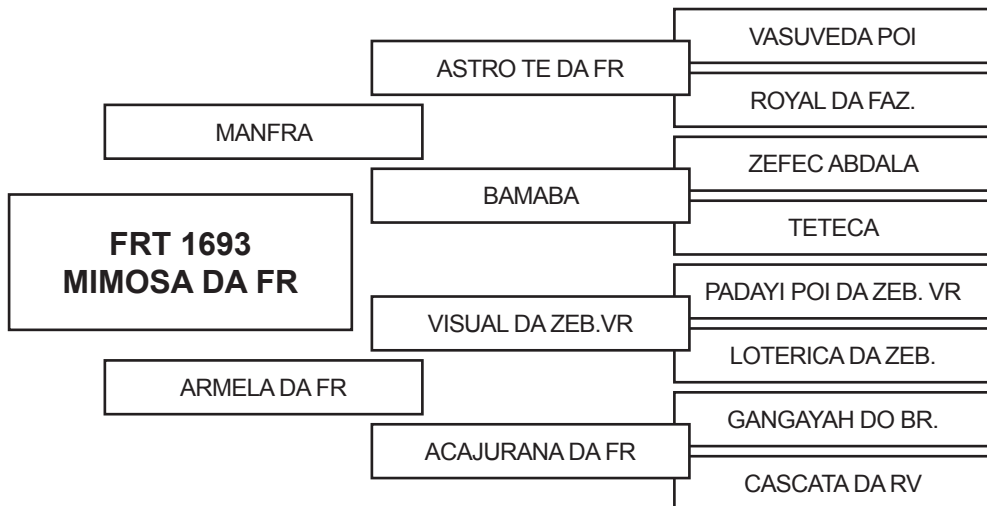 VASUVEDA POI
ASTRO TE DA FR
ROYAL DA FAZ.
MANFRA
ZEFEC ABDALA
BAMABA
TETECA
FRT 1693
MIMOSA DA FR
PADAYI POI DA ZEB. VR
VISUAL DA ZEB.VR
LOTERICA DA ZEB.
ARMELA DA FR
GANGAYAH DO BR.
ACAJURANA DA FR
CASCATA DA RV